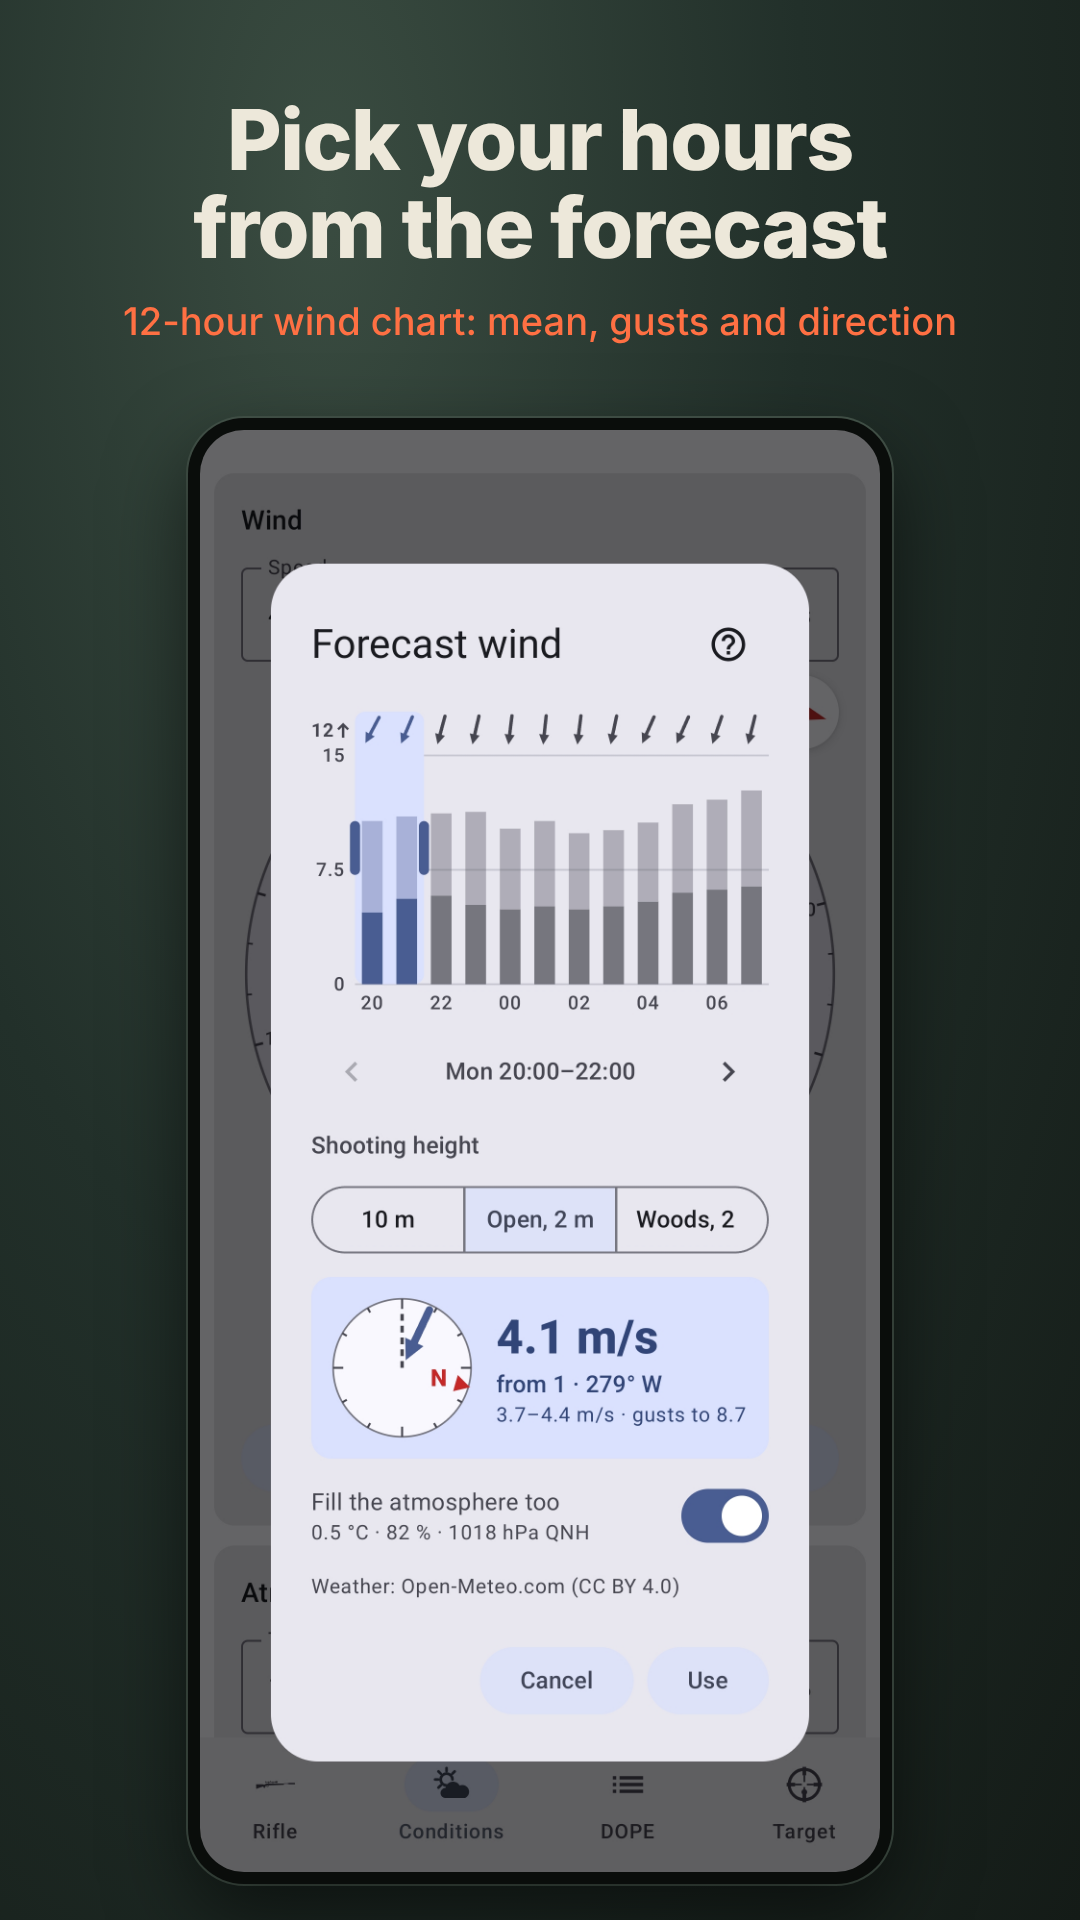 Pick your hours
from the forecast
12-hour wind chart: mean, gusts and direction
Wind
Forecast wind
12↑
15
7.5
0
20 22 00 02 04 06
Mon 20:00–22:00
Shooting height
10 m
Open, 2 m
Woods, 2
4.1 m/s
N
from 1 · 279° W
3.7–4.4 m/s · gusts to 8.7
Fill the atmosphere too
0.5 °C · 82 % · 1018 hPa QNH
Weather: Open-Meteo.com (CC BY 4.0)
Cancel
Use
Rifle
Conditions
DOPE
Target